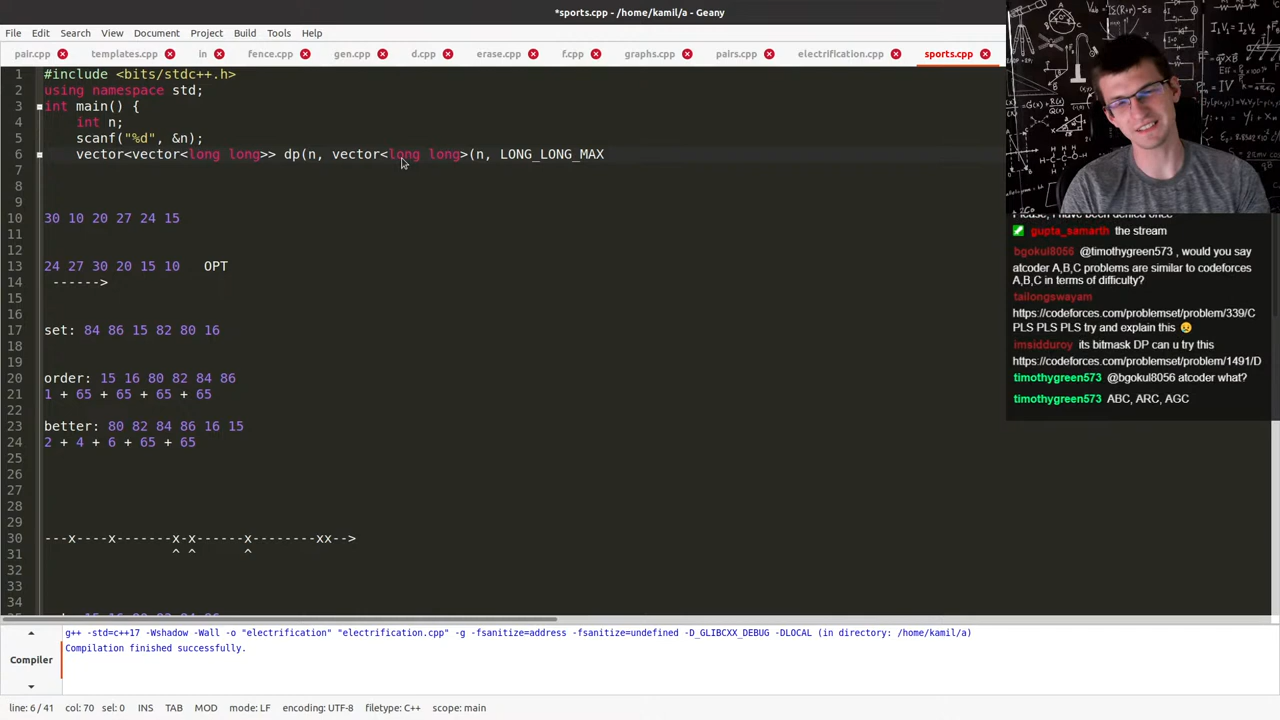 *sports.cpp - /home/kamil/a - Geany
File Edit Search View Document Project Build Tools Help
pair.cpp templates.cpp in fence.cpp gen.cpp d.cpp erase.cpp f.cpp graphs.cpp pairs.cpp electrification.cpp sports.cpp
1 #include <bits/stdc++.h>
2 using namespace std;
3 int main() {
4 int n;
5 scanf("%d", &n);
6 vector<vector<long long>> dp(n, vector<long long>(n, LONG_LONG_MAX
7
8
9
10 30 10 20 27 24 15
11
12
13 24 27 30 20 15 10 OPT
14 ------>
15
16
17 set: 84 86 15 82 80 16
18
19
20 order: 15 16 80 82 84 86
21 1 + 65 + 65 + 65 + 65
22
23 better: 80 82 84 86 16 15
24 2 + 4 + 6 + 65 + 65
25
26
27
28
29
30 ---x----x-------x-x------x--------xx-->
31 ^ ^ ^
32
33
34
Please, I have been denied once
gupta_samarth the stream
bgokul8056 @timothygreen573 , would you say
atcoder A,B,C problems are similar to codeforces
A,B,C in terms of difficulty?
tailongswayam
https://codeforces.com/problemset/problem/339/C
PLS PLS PLS try and explain this 😥
imsidduroy its bitmask DP can u try this
https://codeforces.com/problemset/problem/1491/D
timothygreen573 @bgokul8056 atcoder what?
timothygreen573 ABC, ARC, AGC
Compiler
g++ -std=c++17 -Wshadow -Wall -o "electrification" "electrification.cpp" -g -fsanitize=address -fsanitize=undefined -D_GLIBCXX_DEBUG -DLOCAL (in directory: /home/kamil/a)
Compilation finished successfully.
line: 6 / 41 col: 70 sel: 0 INS TAB MOD mode: LF encoding: UTF-8 filetype: C++ scope: main